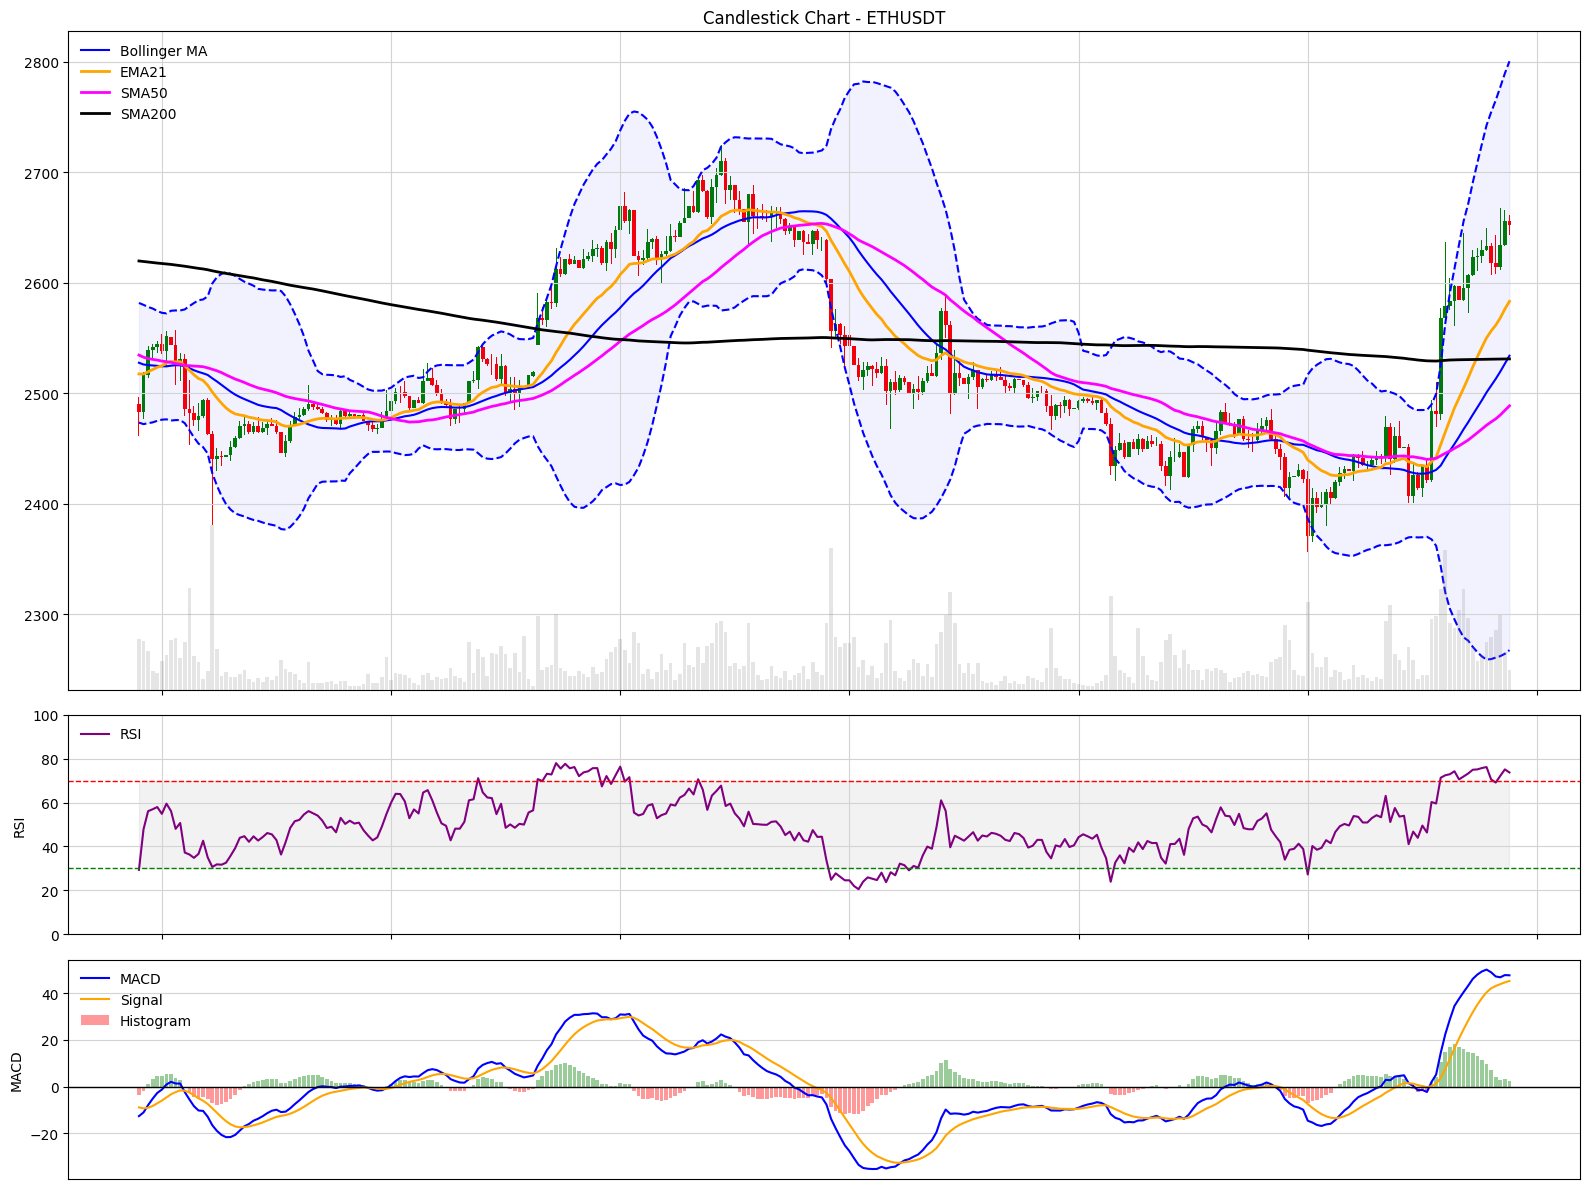 Candlestick Chart - ETHUSDT
Bollinger MA
EMA21
SMA50
SMA200
2800
2700
2600
2500
2400
2300
RSI
RSI
100
80
60
40
20
0
MACD
Signal
Histogram
MACD
40
20
0
−20